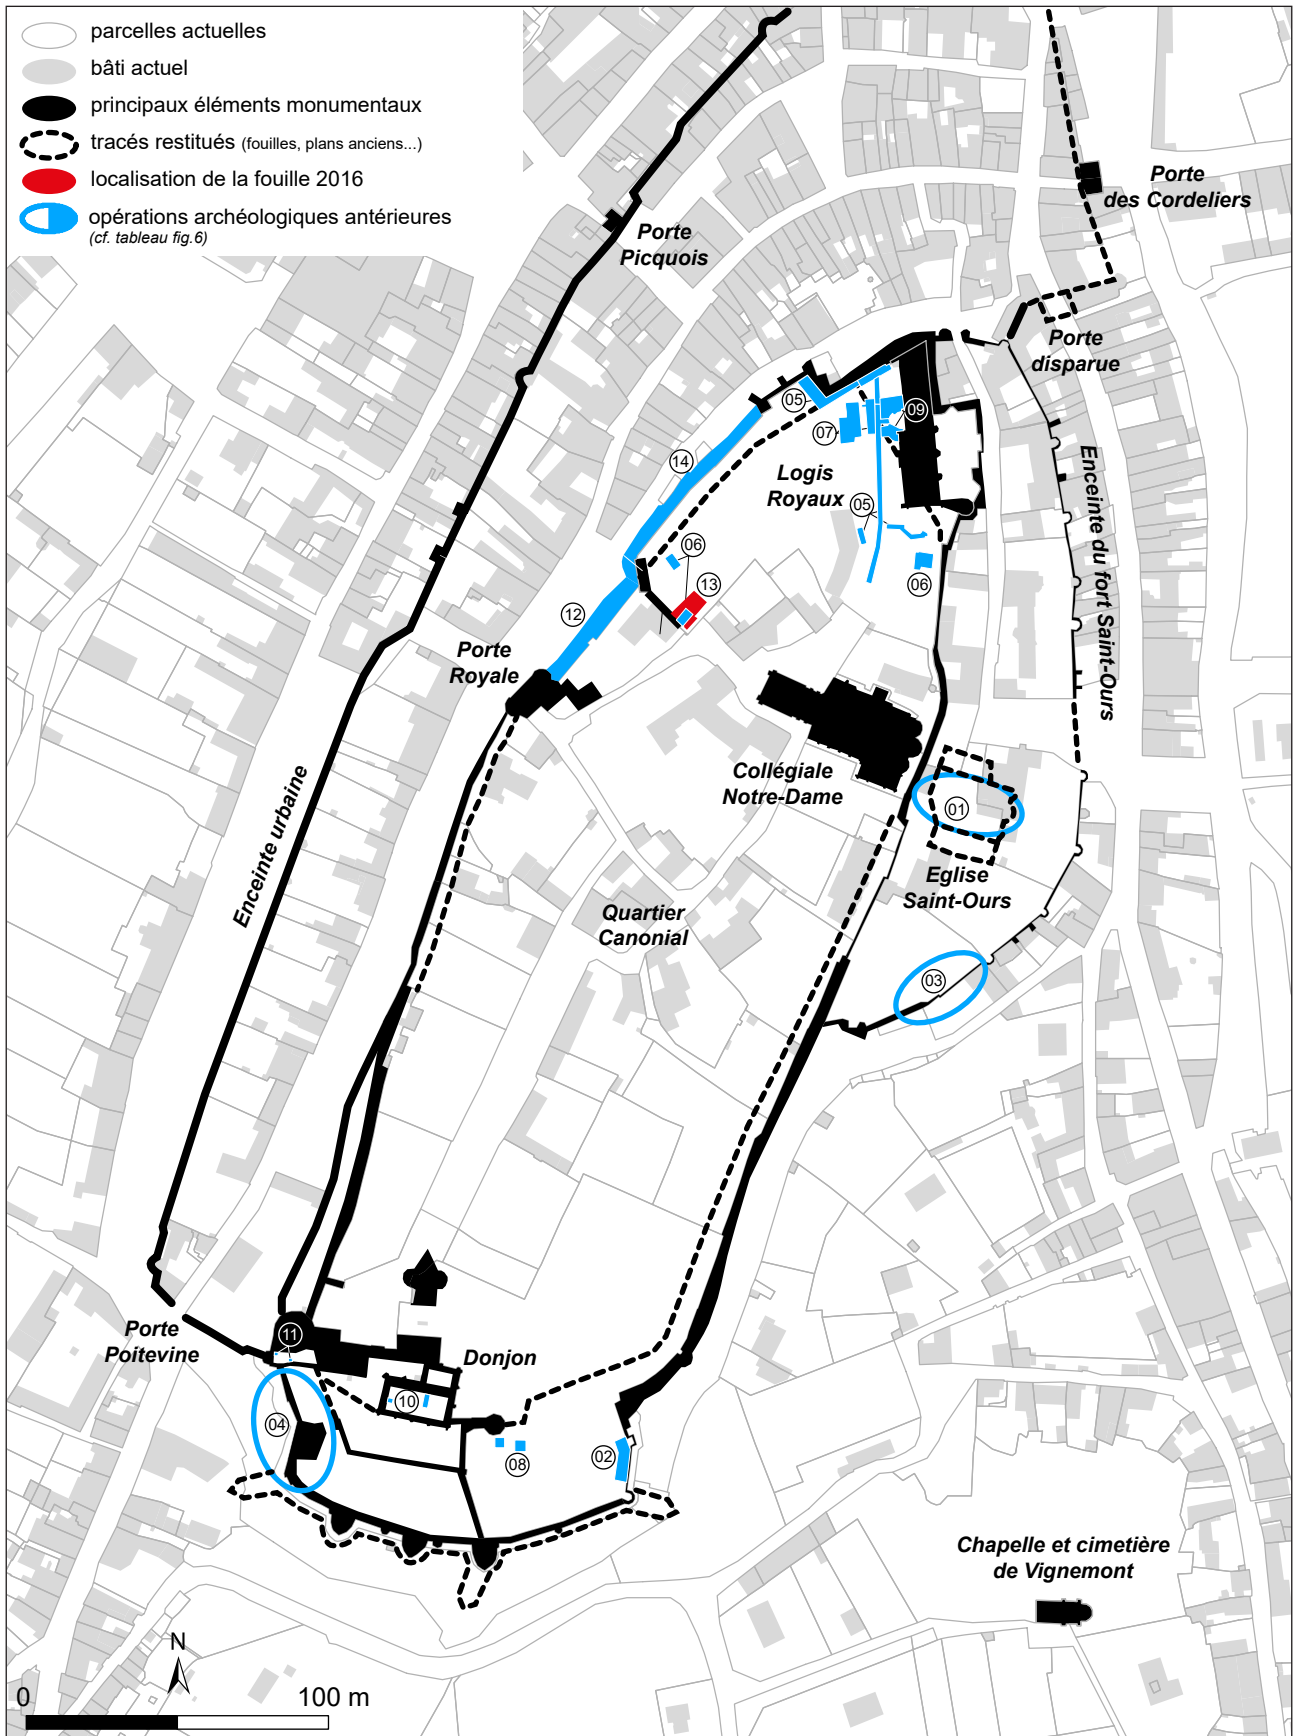 parcelles actuelles
bâti actuel
principaux éléments monumentaux
tracés restitués (fouilles, plans anciens...)
localisation de la fouille 2016
opérations archéologiques antérieures
(cf. tableau fig.6)
Porte
des Cordeliers
Porte
Picquois
Porte
disparue
05
09
07
14
Logis
Royaux
Enceinte du fort Saint-Ours
05
06
13
06
12
Porte
Royale
Collégiale
Notre-Dame
01
Enceinte urbaine
Eglise
Saint-Ours
Quartier
Canonial
03
11
Porte
Poitevine
Donjon
10
04
08
02
Chapelle et cimetière
de Vignemont
N
0
100 m